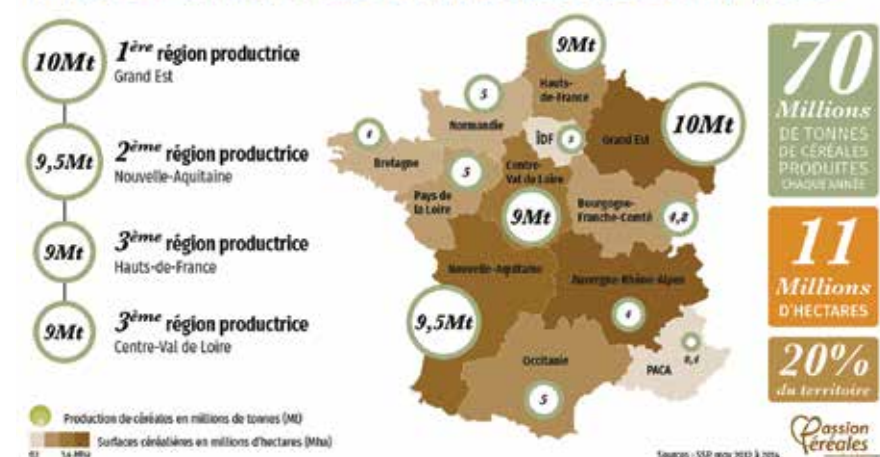 10Mt
1ère région productrice
Grand Est
9,5Mt
2ème région productrice
Nouvelle-Aquitaine
9Mt
3ème région productrice
Hauts-de-France
9Mt
3ème région productrice
Centre-Val de Loire
Production de céréales en millions de tonnes (Mt)
Surfaces céréalières en millions d'hectares (Mha)
9Mt
Hauts-
de-France
5
Normandie
ÎDF
10Mt
Grand Est
Bretagne
5
Pays de
la Loire
Centre-
Val de Loire
9Mt
Bourgogne-
Franche-Comté
4,8
Nouvelle-Aquitaine
9,5Mt
Auvergne-Rhône-Alpes
Occitanie
5
PACA
0,4
70
Millions
DE TONNES
DE CÉRÉALES
PRODUITES
CHAQUE ANNÉE
11
Millions
D'HECTARES
20%
du territoire
Passion
Céréales